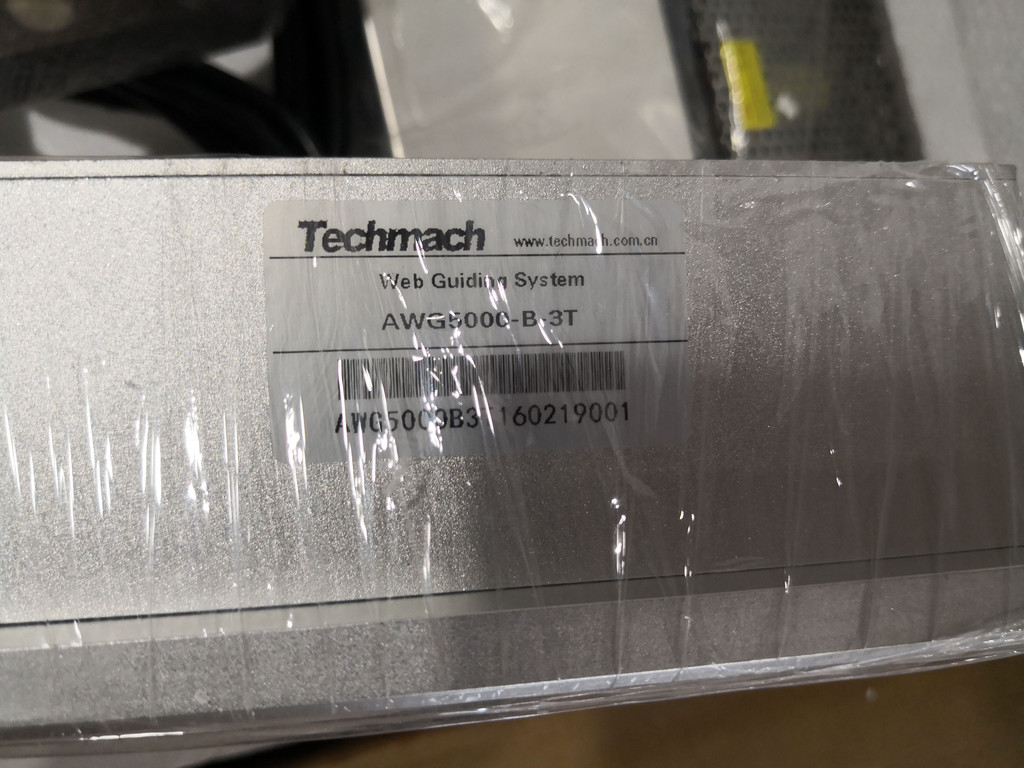 Techmach www.techmach.com.cn
Web Guiding System
AWG5000-B-3T
AWG5000B3T160219001